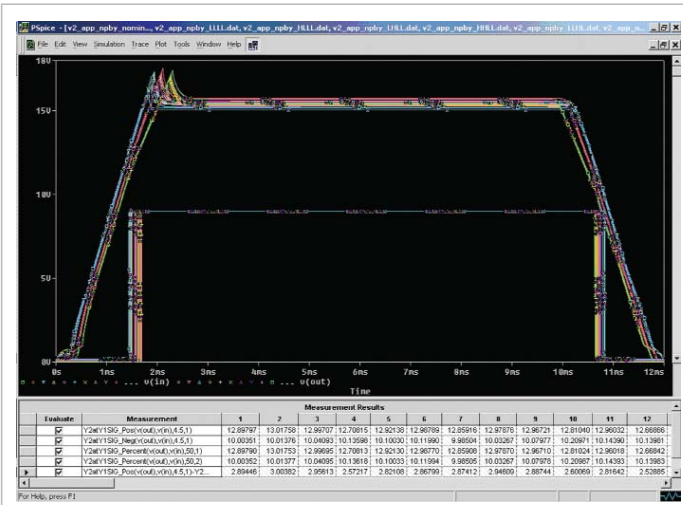 PSpice - [v2_app_npby_nomin..., v2_app_npby_LLLL.dat, v2_app_npby_HLLL.dat, v2_app_npby_LHLL.dat, v2_app_npby_HHLL.dat, v2_app_npby_LLHL.dat, v2_app_n...
File Edit View Simulation Trace Plot Tools Window Help
18V
15V
10V
5V
0V
0s 1ms 2ms 3ms 4ms 5ms 6ms 7ms 8ms 9ms 10ms 11ms 12ms
... v(in) ... v(out)
Time
Measurement Results
Evaluate Measurement 1 2 3 4 5 6 7 8 9 10 11 12
Y2atY1SIG_Pos(v(out),v(in),4.5,1) 12.89797 13.01758 12.99707 12.70815 12.92138 12.98789 12.85916 12.97876 12.96721 12.81040 12.96032 12.66866
Y2atY1SIG_Neg(v(out),v(in),4.5,1) 10.00351 10.01376 10.04093 10.13598 10.10030 10.11990 9.98504 10.03267 10.07977 10.20971 10.14390 10.13981
Y2atY1SIG_Percent(v(out),v(in),50,1) 12.89790 12.01753 12.99695 12.70813 12.92130 12.98770 12.85908 12.97870 12.96710 12.81024 12.96018 12.66842
Y2atY1SIG_Percent(v(out),v(in),50,2) 10.00352 10.01377 10.04095 10.13618 10.10033 10.11994 9.98505 10.03267 10.07978 10.20987 10.14393 10.13983
Y2atY1SIG_Pos(v(out),v(in),4.5,1)-Y2... 2.89446 3.00382 2.95613 2.57217 2.82108 2.86799 2.87412 2.94609 2.88744 2.60069 2.81642 2.52885
For Help, press F1